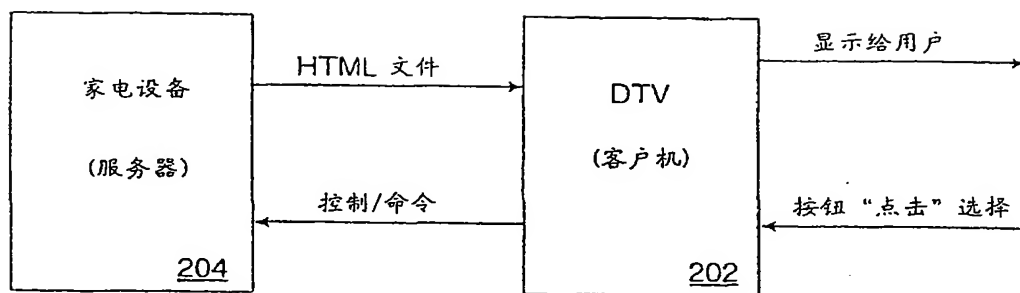 家电设备
(服务器)
204
HTML 文件
控制/命令
DTV
(客户机)
202
显示给用户
按钮“点击”选择